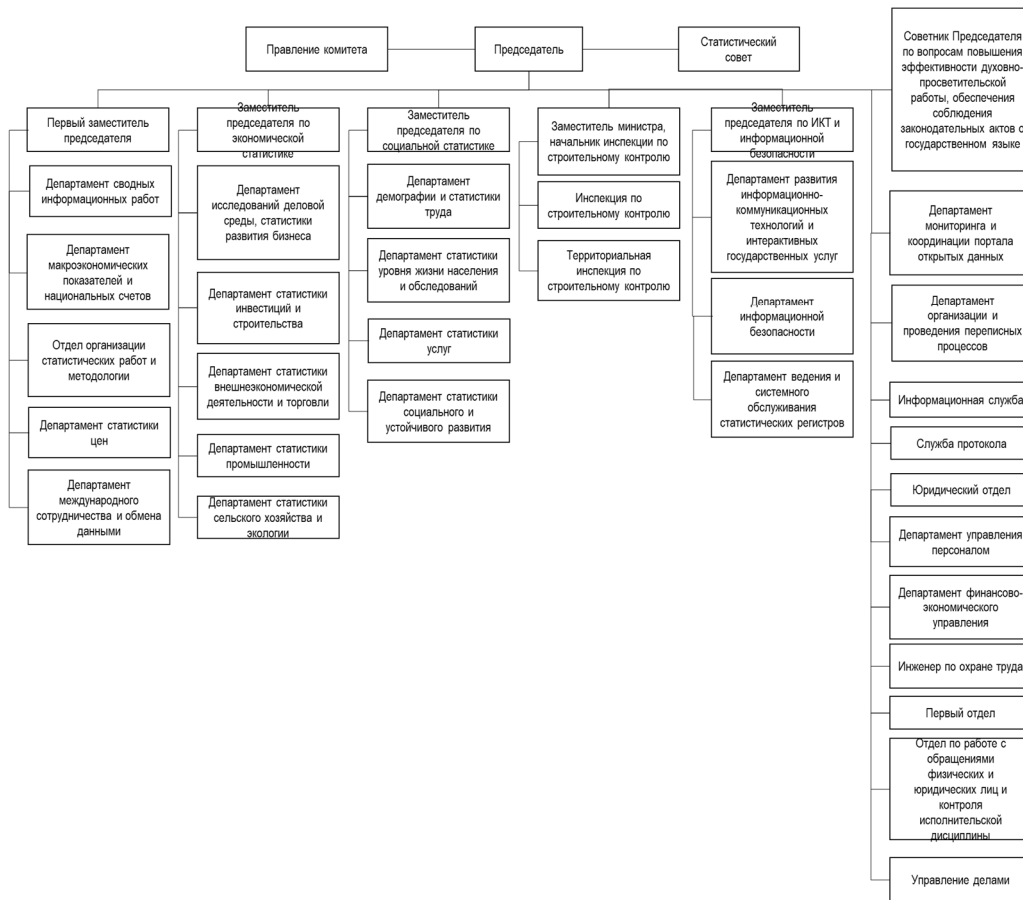 Правление комитета
Председатель
Статистический
совет
Советник Председателя
по вопросам повышения
эффективности духовно-
просветительской
работы, обеспечения
соблюдения
законодательных актов о
государственном языке
Первый заместитель
председателя
Департамент сводных
информационных работ
Департамент
макроэкономических
показателей и
национальных счетов
Отдел организации
статистических работ и
методологии
Департамент статистики
цен
Департамент
международного
сотрудничества и обмена
данными
Заместитель
председателя по
экономической
статистике
Департамент
исследований деловой
среды, статистики
развития бизнеса
Департамент статистики
инвестиций и
строительства
Департамент статистики
внешнеэкономической
деятельности и торговли
Департамент статистики
промышленности
Департамент статистики
сельского хозяйства и
экологии
Заместитель
председателя по
социальной статистике
Департамент
демографии и статистики
труда
Департамент статистики
уровня жизни населения
и обследований
Департамент статистики
услуг
Департамент статистики
социального и
устойчивого развития
Заместитель министра,
начальник инспекции по
строительному контролю
Инспекция по
строительному контролю
Территориальная
инспекция по
строительному контролю
Заместитель
председателя по ИКТ и
информационной
безопасности
Департамент развития
информационно-
коммуникационных
технологий и
интерактивных
государственных услуг
Департамент
информационной
безопасности
Департамент ведения и
системного
обслуживания
статистических регистров
Департамент
мониторинга и
координации портала
открытых данных
Департамент
организации и
проведения переписных
процессов
Информационная служба
Служба протокола
Юридический отдел
Департамент управления
персоналом
Департамент финансово-
экономического
управления
Инженер по охране труда
Первый отдел
Отдел по работе с
обращениями
физических и
юридических лиц и
контроля
исполнительской
дисциплины
Управление делами